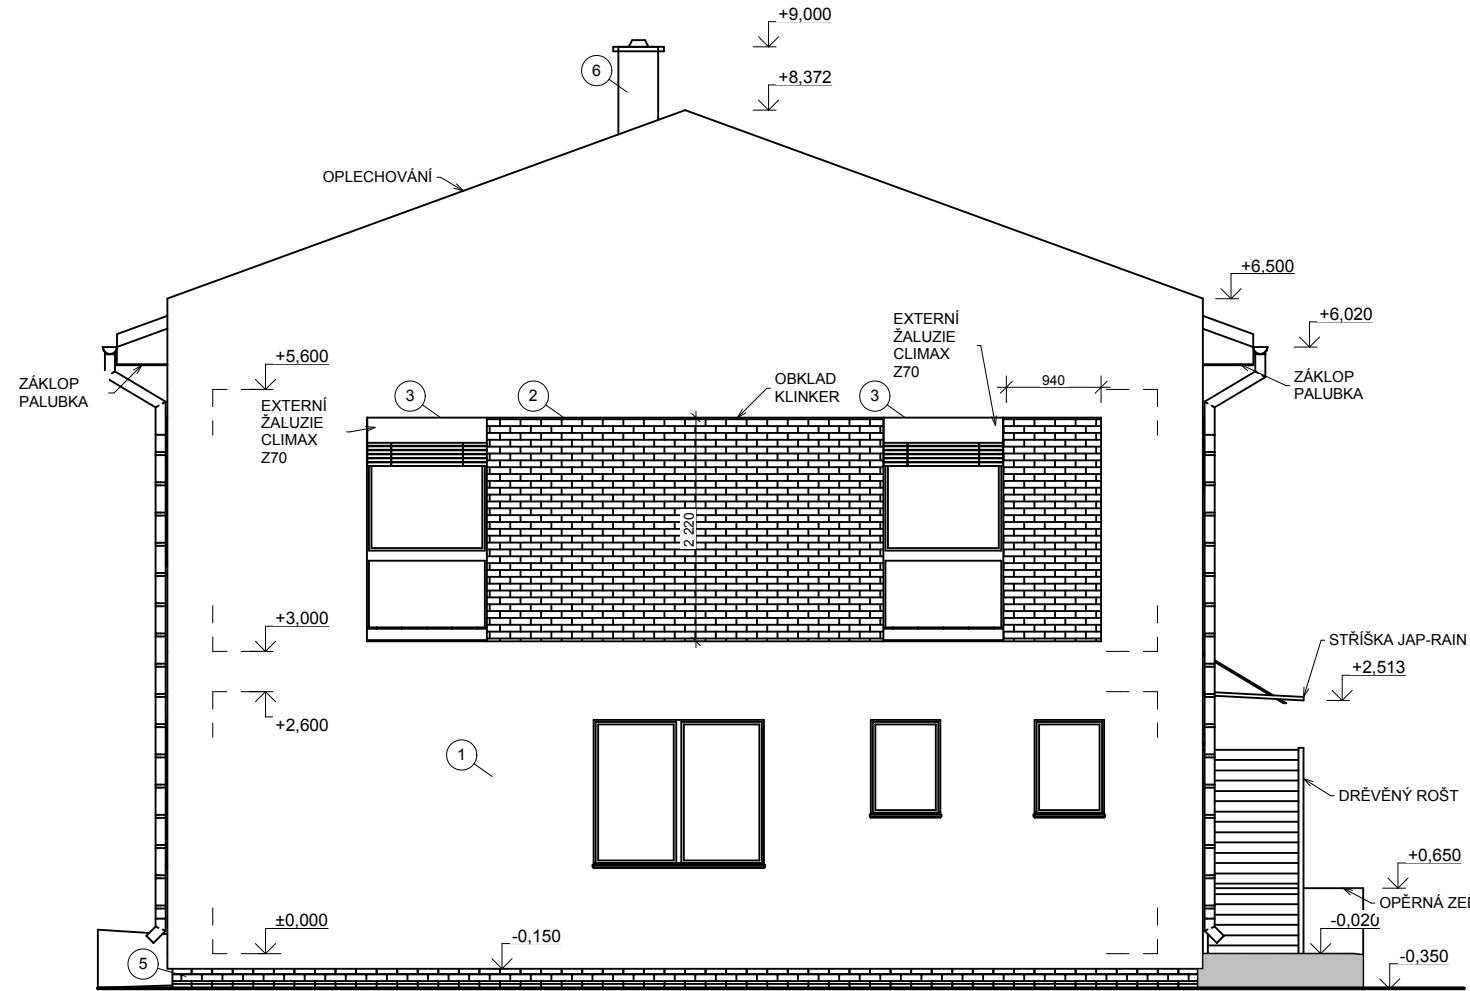 +9,000
6
+8,372
OPLECHOVÁNÍ
+6,500
+6,020
EXTERNÍ
ŽALUZIE
CLIMAX
Z70
+5,600
ZÁKLOP
PALUBKA
3
2
OBKLAD
KLINKER
3
940
ZÁKLOP
PALUBKA
EXTERNÍ
ŽALUZIE
CLIMAX
Z70
2 220
+3,000
STŘÍŠKA JAP-RAIN
+2,513
+2,600
1
DRĚVĚNÝ ROŠT
+0,650
OPĚRNÁ ZEĎ
±0,000
-0,020
-0,150
5
-0,350